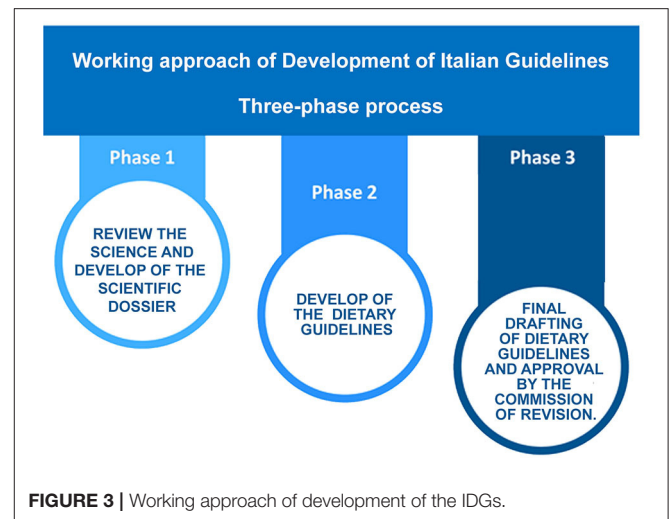 Working approach of Development of Italian Guidelines
Three-phase process
Phase 1
REVIEW THE
SCIENCE AND
DEVELOP OF THE
SCIENTIFIC
DOSSIER
Phase 2
DEVELOP OF
THE DIETARY
GUIDELINES
Phase 3
FINAL
DRAFTING
OF DIETARY
GUIDELINES
AND APPROVAL
BY THE
COMMISSION
OF REVISION.
FIGURE 3 | Working approach of development of the IDGs.